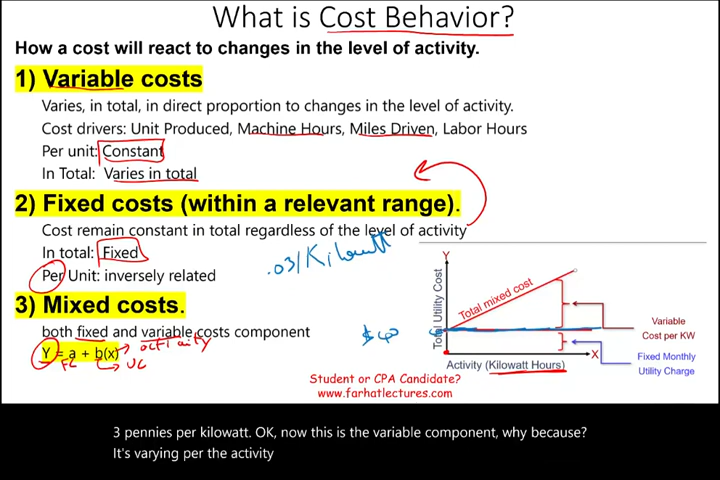 What is Cost Behavior?
How a cost will react to changes in the level of activity.
1) Variable costs
Varies, in total, in direct proportion to changes in the level of activity.
Cost drivers: Unit Produced, Machine Hours, Miles Driven, Labor Hours
Per unit: Constant
In Total: Varies in total
2) Fixed costs (within a relevant range).
Cost remain constant in total regardless of the level of activity
In total: Fixed
Per Unit: inversely related
.03/Kilowatt
3) Mixed costs.
both fixed and variable costs component
Y = a + b(x)
activity
FC
VC
$40
Y
Total Utility Cost
Total mixed cost
X
Activity (Kilowatt Hours)
Variable
Cost per KW
Fixed Monthly
Utility Charge
Student or CPA Candidate?
www.farhatlectures.com
3 pennies per kilowatt. OK, now this is the variable component, why because?
It's varying per the activity